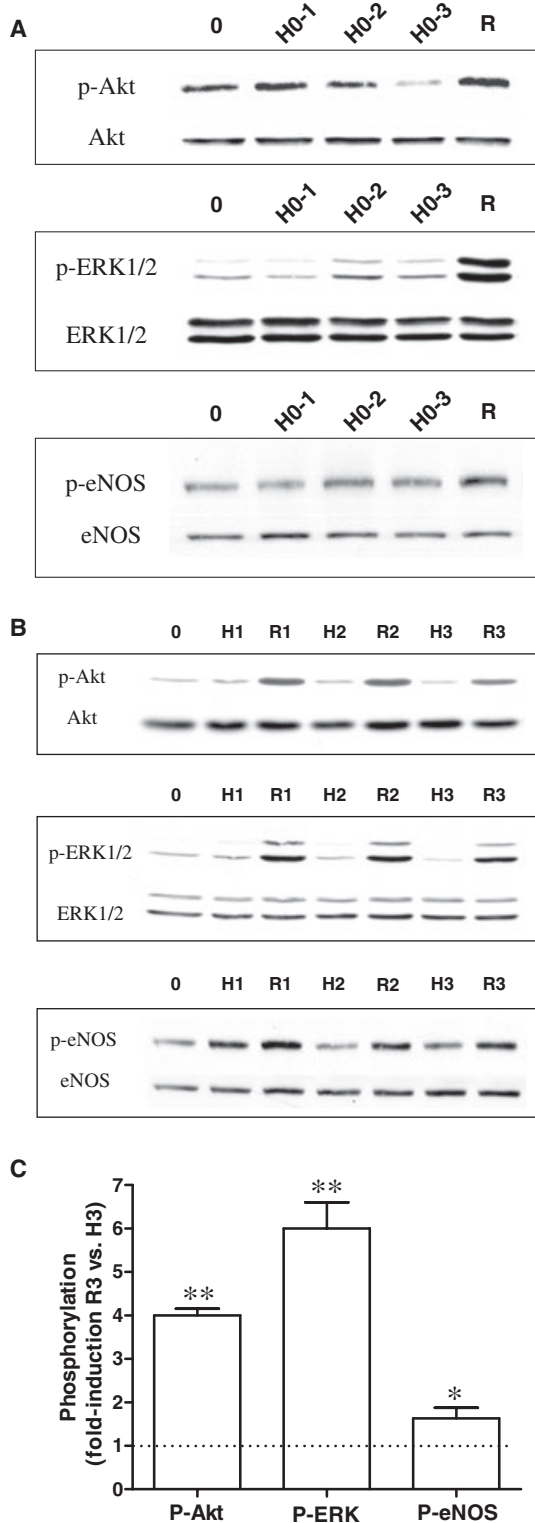 A
0 H0-1 H0-2 H0-3 R
p-Akt
Akt
0 H0-1 H0-2 H0-3 R
p-ERK1/2
ERK1/2
0 H0-1 H0-2 H0-3 R
p-eNOS
eNOS
B
0 H1 R1 H2 R2 H3 R3
p-Akt
Akt
0 H1 R1 H2 R2 H3 R3
p-ERK1/2
ERK1/2
0 H1 R1 H2 R2 H3 R3
p-eNOS
eNOS
C
Phosphorylation
(fold-induction R3 vs. H3)
7
6
5
4
3
2
1
0
**
**
*
P-Akt P-ERK P-eNOS